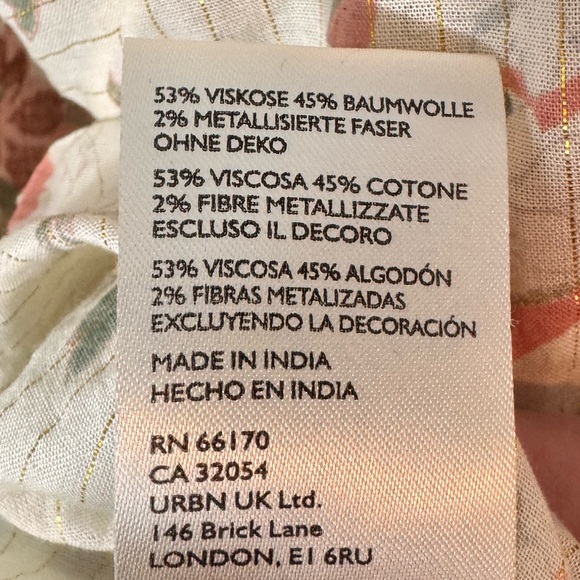 53% VISKOSE 45% BAUMWOLLE
2% METALLISIERTE FASER
OHNE DEKO
53% VISCOSA 45% COTONE
2% FIBRE METALLIZZATE
ESCLUSO IL DECORO
53% VISCOSA 45% ALGODÓN
2% FIBRAS METALIZADAS
EXCLUYENDO LA DECORACIÓN
MADE IN INDIA
HECHO EN INDIA
RN 66170
CA 32054
URBN UK Ltd.
146 Brick Lane
LONDON, E1 6RU